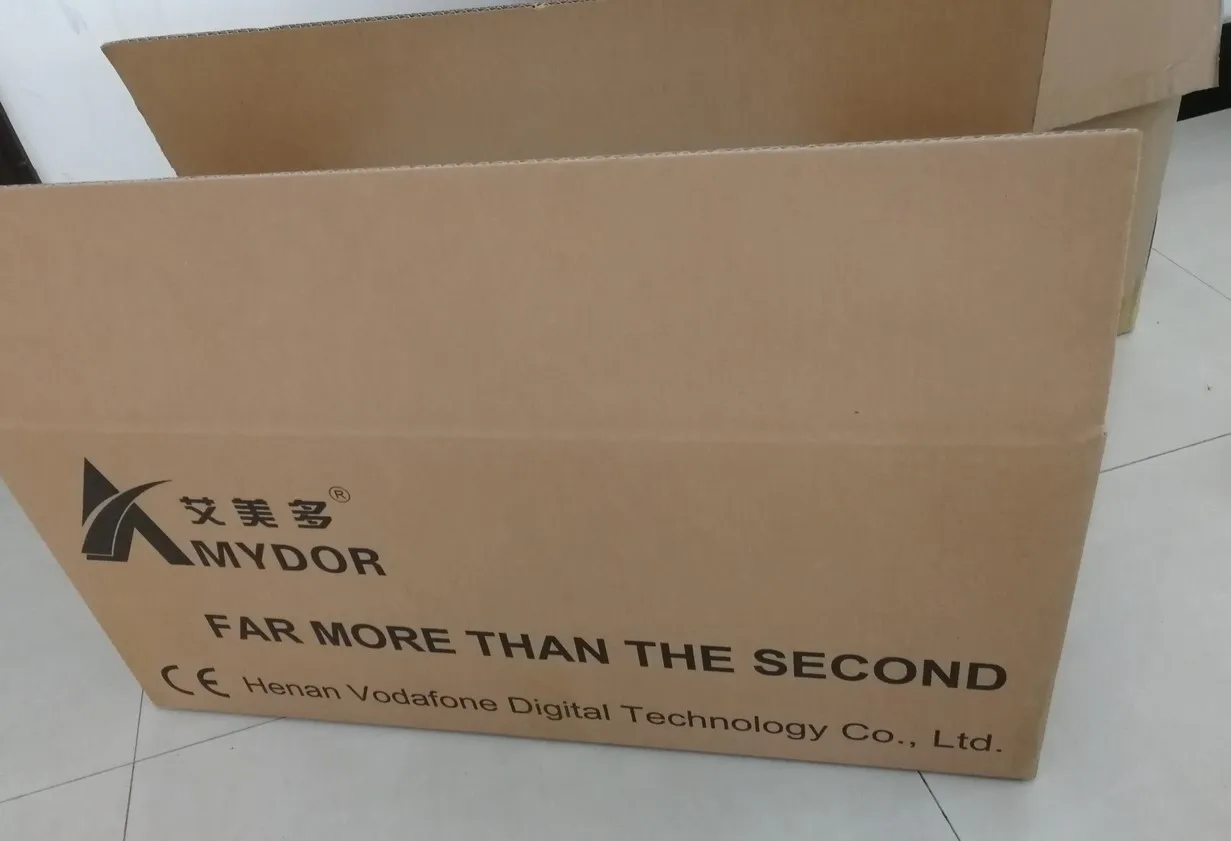 艾美多®
AMYDOR
FAR MORE THAN THE SECOND
CE Henan Vodafone Digital Technology Co., Ltd.